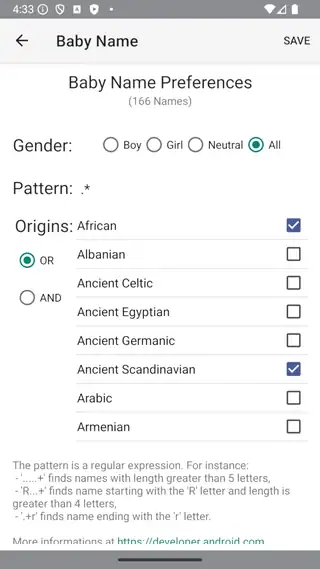 4:33
Baby Name
SAVE
Baby Name Preferences
(166 Names)
Gender: Boy Girl Neutral All
Pattern: .*
Origins:
OR
AND
African
Albanian
Ancient Celtic
Ancient Egyptian
Ancient Germanic
Ancient Scandinavian
Arabic
Armenian
The pattern is a regular expression. For instance:
- '.....+' finds names with length greater than 5 letters,
- 'R...+' finds name starting with the 'R' letter and length is
greater than 4 letters,
- '.+r' finds name ending with the 'r' letter.
More informations at https://developer.android.com